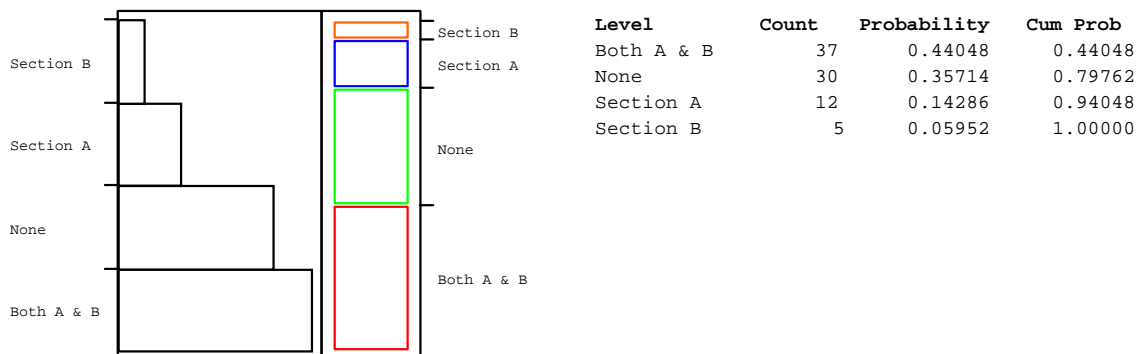 Section B
Section A
None
Both A & B
Section B
Section A
None
Both A & B
Level Count Probability Cum Prob
Both A & B 37 0.44048 0.44048
None 30 0.35714 0.79762
Section A 12 0.14286 0.94048
Section B 5 0.05952 1.00000